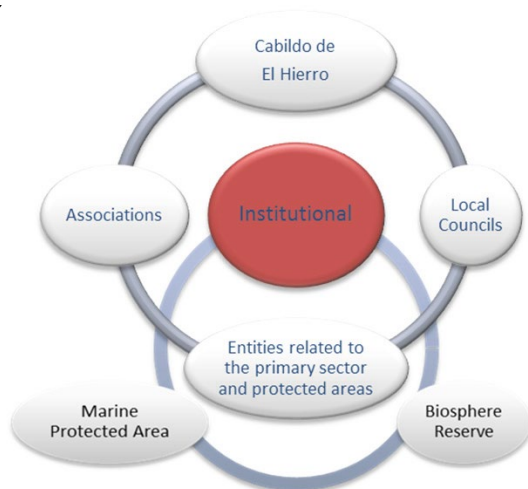 Cabildo de
El Hierro
Associations
Institutional
Local
Councils
Entities related to
the primary sector
and protected areas
Marine
Protected Area
Biosphere
Reserve